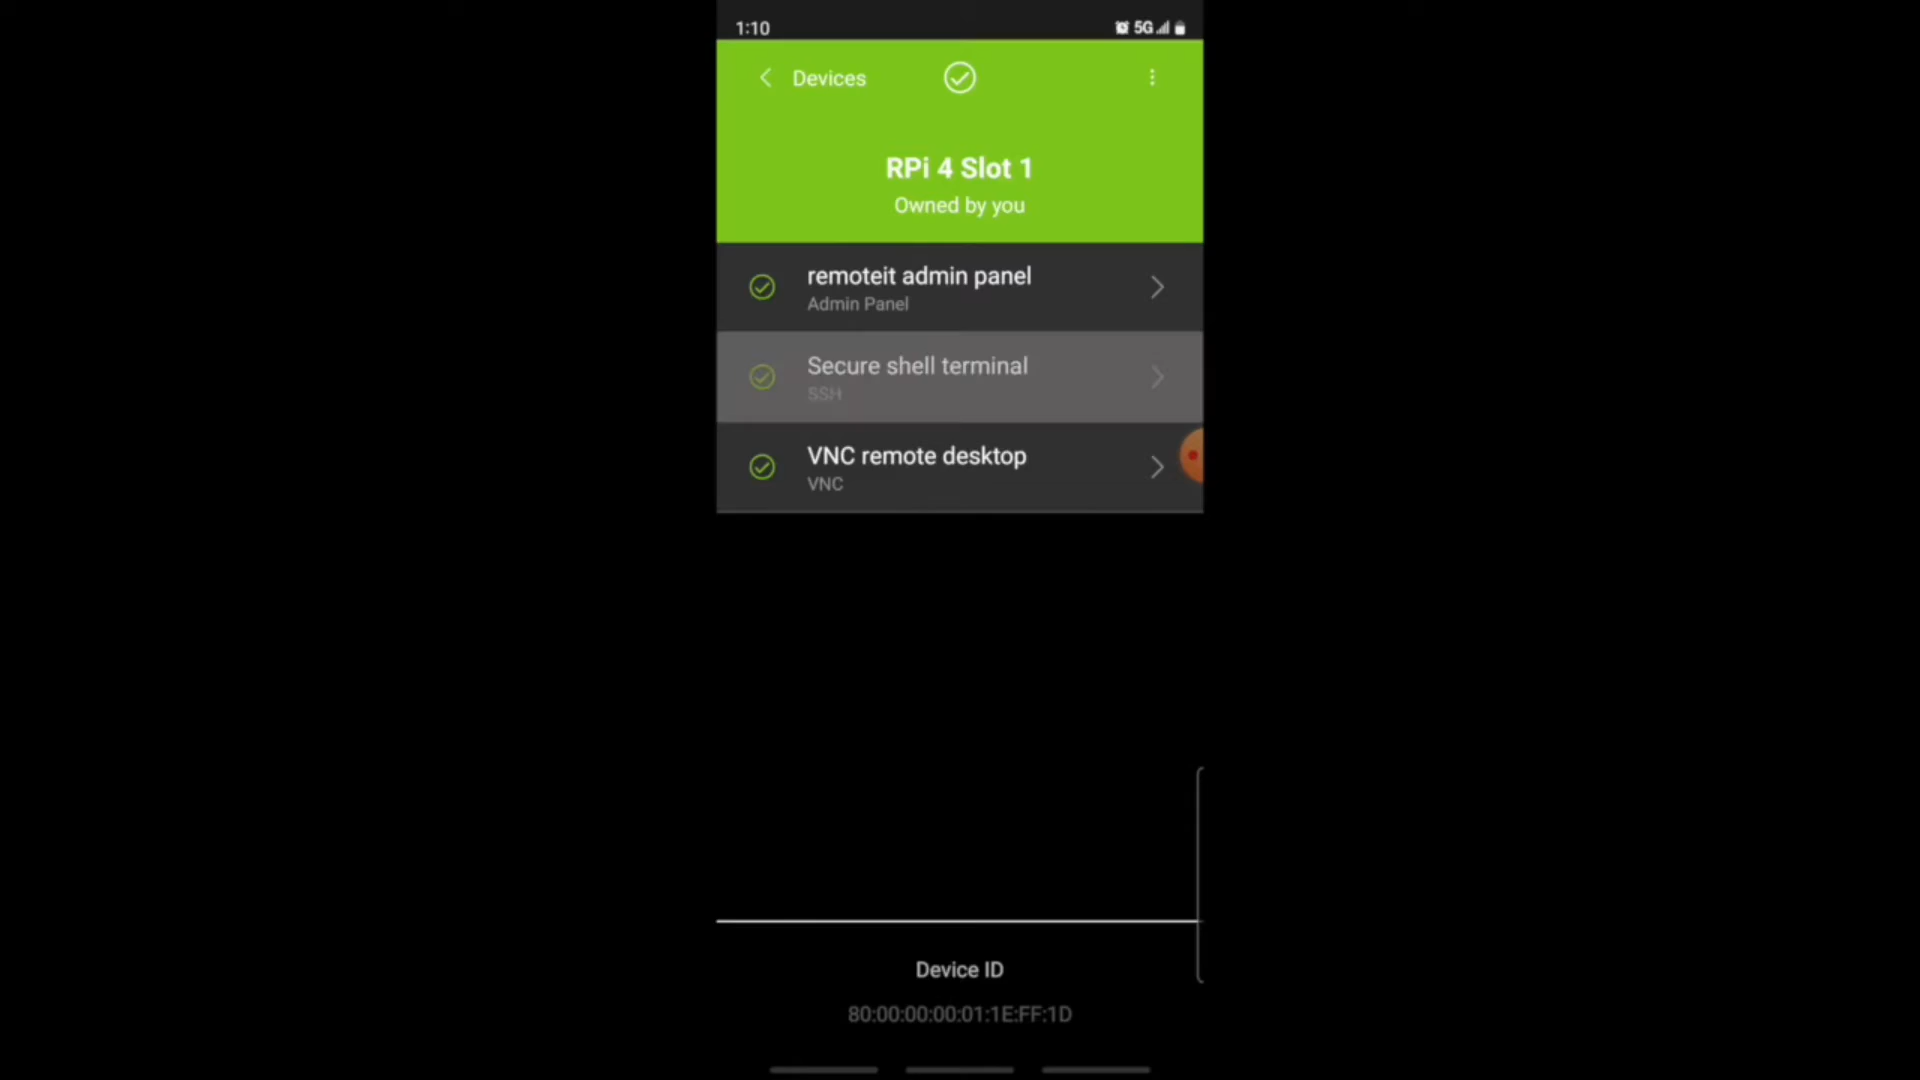 1:10
5G
Devices
RPi 4 Slot 1
Owned by you
remoteit admin panel
Admin Panel
Secure shell terminal
SSH
VNC remote desktop
VNC
Device ID
80:00:00:00:01:1E:FF:1D